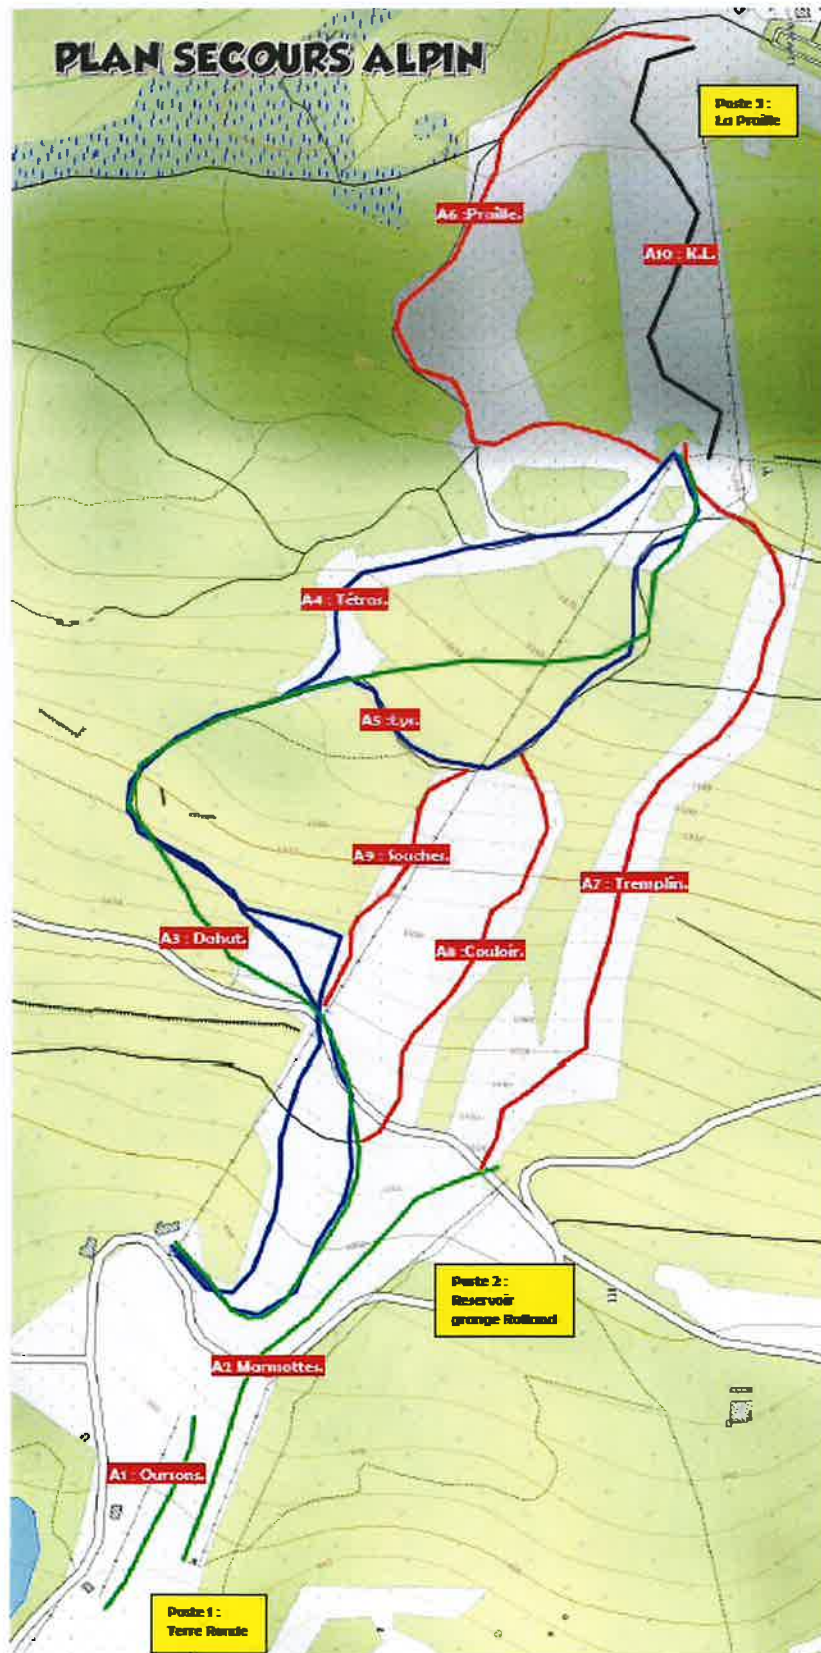 PLAN SECOURS ALPIN
Poste 3 :
La Praille
A6 :Praille.
A10 : K.L.
A4 : Tétras.
A5 :Lys.
A9 : Souches.
A7 : Tremplin.
A3 : Dahut.
A8 :Couloir.
Poste 2 :
Reservoir
grange Rolland
A2 Marmottes.
A1 : Oursons.
Poste 1 :
Terre Ronde